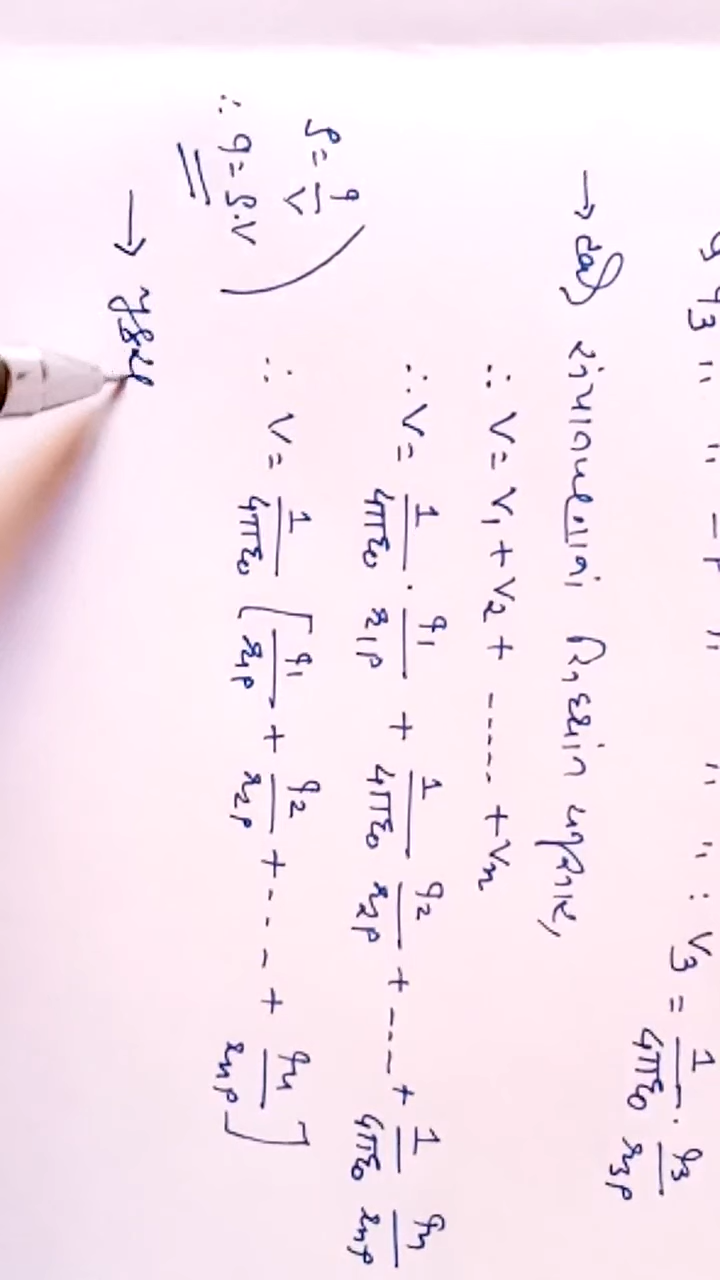 q3 " " – P " " " : V3 = 1/4πε0 · q3/r3P
→ સંપાતપણાના સિદ્ધાંત અનુસાર,
∴ V = V1 + V2 + ..... + Vn
∴ V = 1/4πε0 · q1/r1P + 1/4πε0 q2/r2P + ---- + 1/4πε0 qn/rnP
∴ V = 1/4πε0 [ q1/r1P + q2/r2P + ... – + qn/rnP ]
ρ = q/V
∴ q = ρ.V )
→